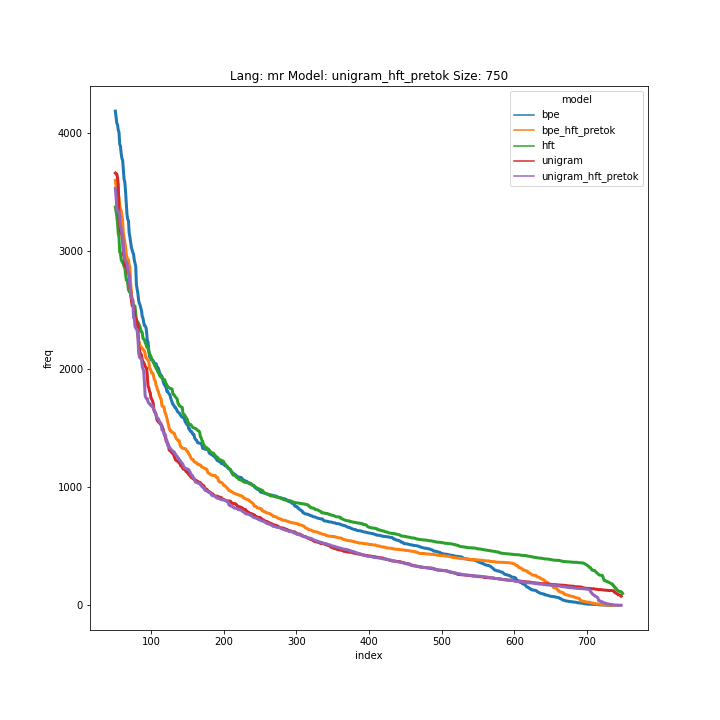 Lang: mr Model: unigram_hft_pretok Size: 750
model
bpe
bpe_hft_pretok
hft
unigram
unigram_hft_pretok
4000
3000
2000
1000
0
freq
100 200 300 400 500 600 700
index